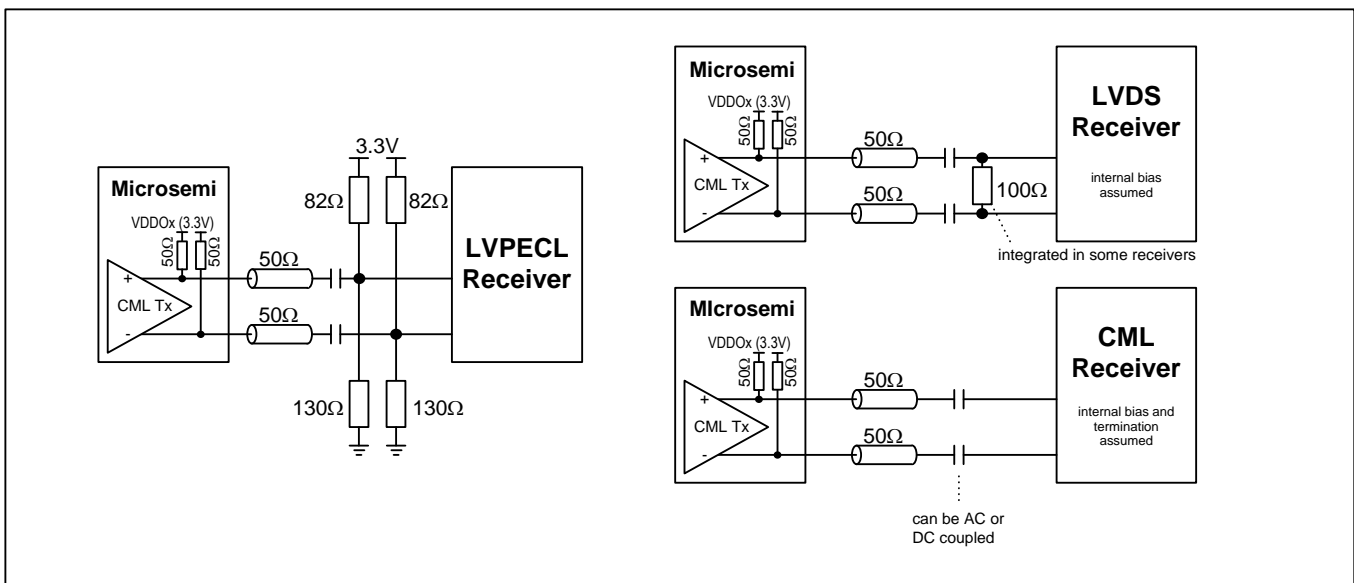 Microsemi
VDDOx (3.3V)
50Ω
50Ω
+
CML Tx
-
50Ω
50Ω
3.3V
82Ω
82Ω
130Ω
130Ω
LVPECL
Receiver
Microsemi
VDDOx (3.3V)
50Ω
50Ω
+
CML Tx
-
50Ω
50Ω
100Ω
integrated in some receivers
LVDS
Receiver
internal bias
assumed
MIcrosemi
VDDOx (3.3V)
50Ω
50Ω
+
CML Tx
-
50Ω
50Ω
can be AC or
DC coupled
CML
Receiver
internal bias and
termination
assumed